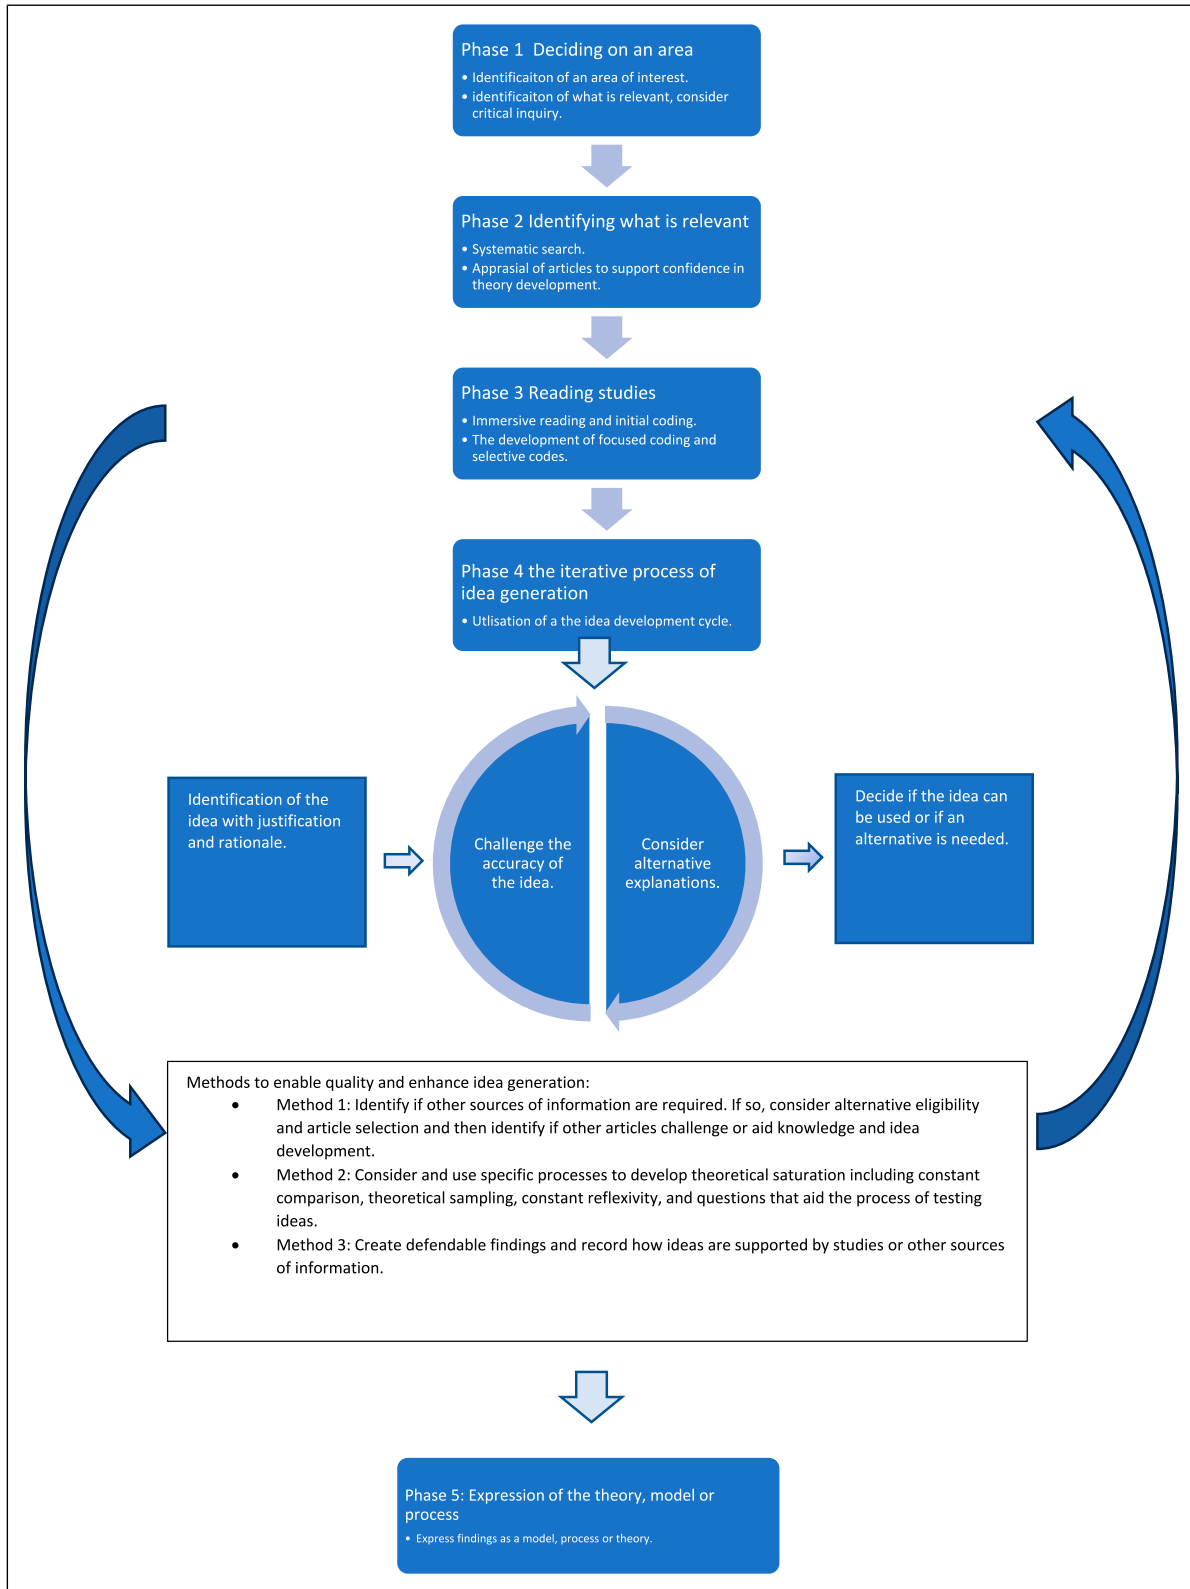 Phase 1  Deciding on an area
• Identificaiton of an area of interest.
• identificaiton of what is relevant, consider
critical inquiry.
Phase 2 Identifying what is relevant
• Systematic search.
• Apprasial of articles to support confidence in
theory development.
Phase 3 Reading studies
• Immersive reading and initial coding.
• The development of focused coding and
selective codes.
Phase 4 the iterative process of
idea generation
• Utlisation of a the idea development cycle.
Identification of the
idea with justification
and rationale.
Challenge the
accuracy of
the idea.
Consider
alternative
explanations.
Decide if the idea can
be used or if an
alternative is needed.
Methods to enable quality and enhance idea generation:
• Method 1: Identify if other sources of information are required. If so, consider alternative eligibility
and article selection and then identify if other articles challenge or aid knowledge and idea
development.
• Method 2: Consider and use specific processes to develop theoretical saturation including constant
comparison, theoretical sampling, constant reflexivity, and questions that aid the process of testing
ideas.
• Method 3: Create defendable findings and record how ideas are supported by studies or other sources
of information.
Phase 5: Expression of the theory, model or
process
• Express findings as a model, process or theory.